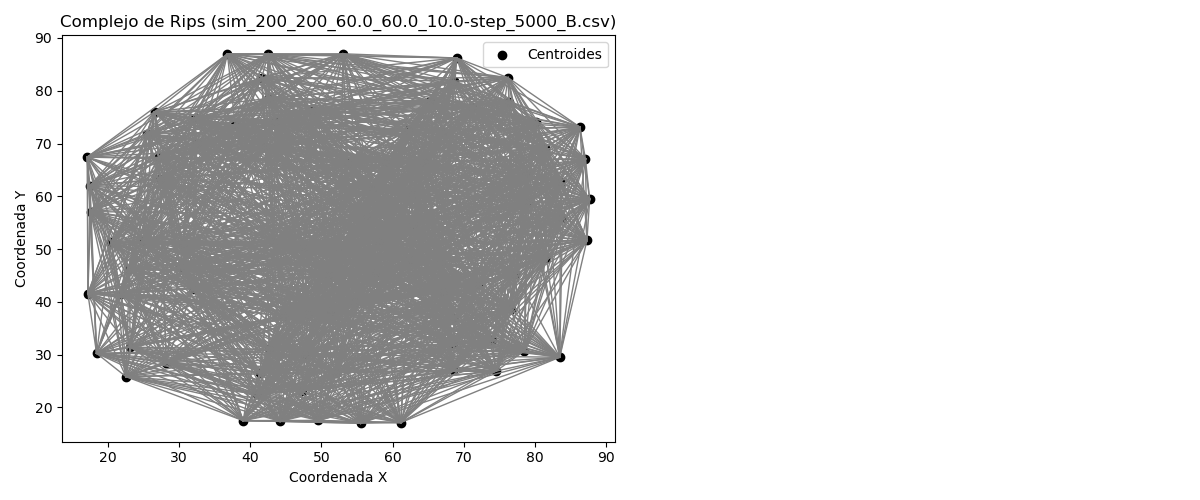 Complejo de Rips (sim_200_200_60.0_60.0_10.0-step_5000_B.csv)
90
80
70
60
50
40
30
20
Coordenada Y
Centroides
20 30 40 50 60 70 80 90
Coordenada X